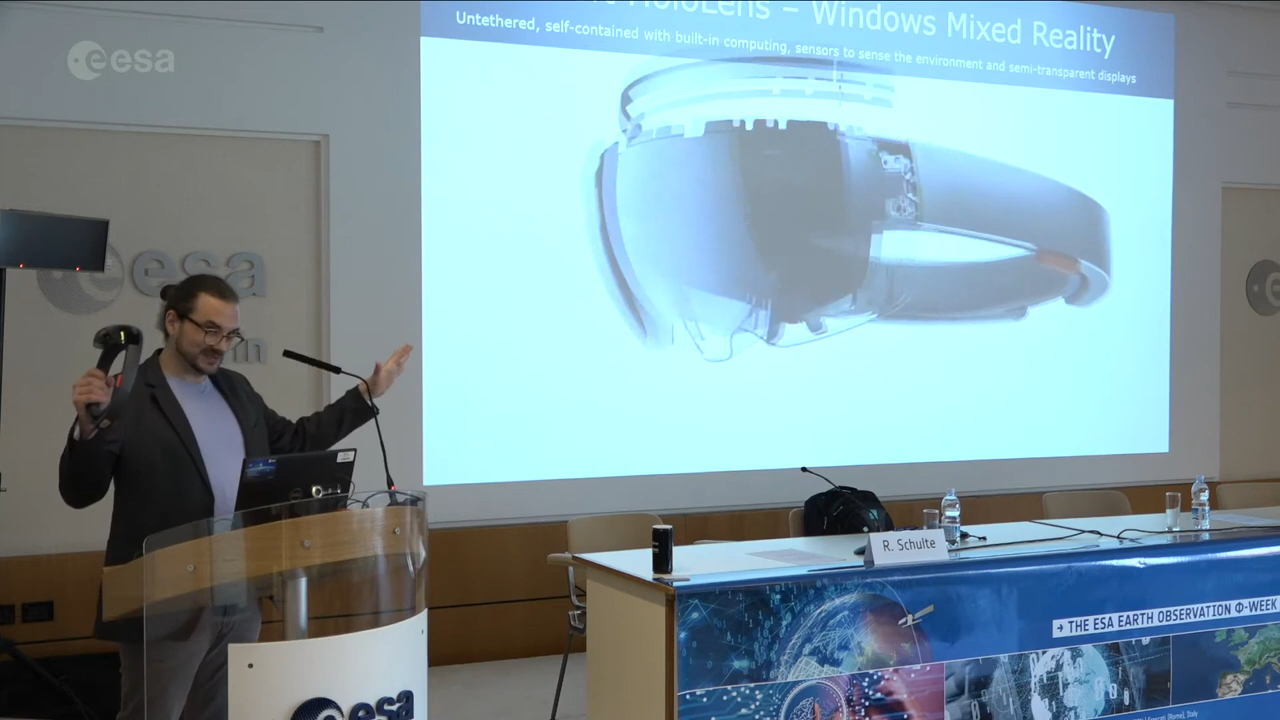 esa
HoloLens – Windows Mixed Reality
Untethered, self-contained with built-in computing, sensors to sense the environment and semi-transparent displays
esa
R. Schulte
→ THE ESA EARTH OBSERVATION Φ-WEEK
esa